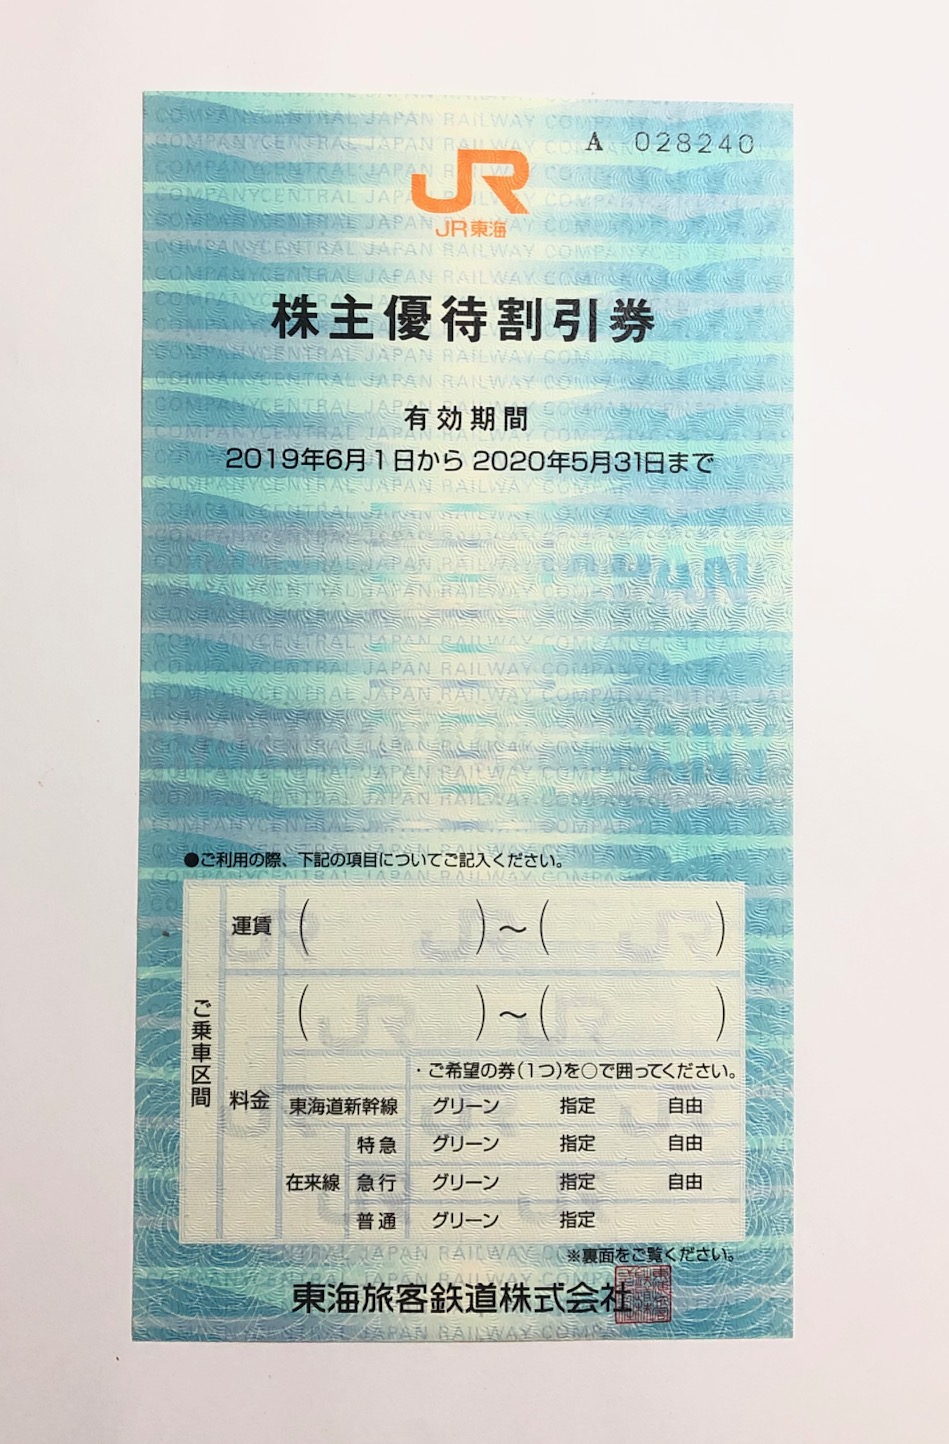 A 028240
JR
JR東海
株主優待割引券
有効期間
2019年6月1日から 2020年5月31日まで
●ご利用の際、下記の項目についてご記入ください。
ご乗車区間
運賃 ( )～( )
料金 ( )～( )
・ご希望の券(1つ)を○で囲ってください。
東海道新幹線 グリーン 指定 自由
在来線
特急 グリーン 指定 自由
急行 グリーン 指定 自由
普通 グリーン 指定
※裏面をご覧ください。
東海旅客鉄道株式会社
CENTRAL JAPAN RAILWAY COMPANY